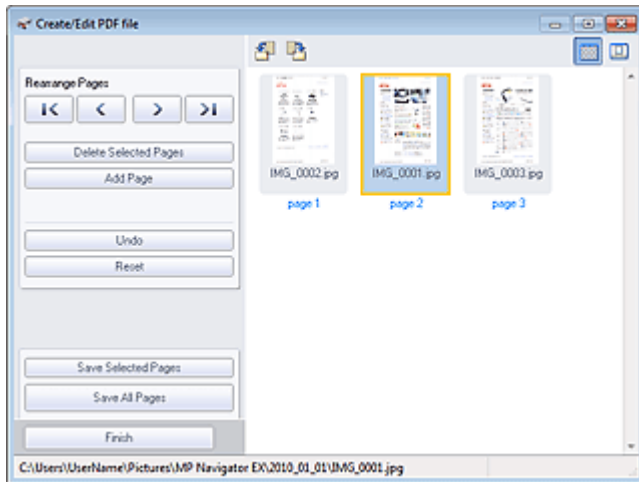 Create/Edit PDF file
Rearrange Pages
Delete Selected Pages
Add Page
Undo
Reset
Save Selected Pages
Save All Pages
Finish
IMG_0002.jpg
IMG_0001.jpg
IMG_0003.jpg
page 1
page 2
page 3
C:\Users\UserName\Pictures\MP Navigator EX\2010_01_01\IMG_0001.jpg